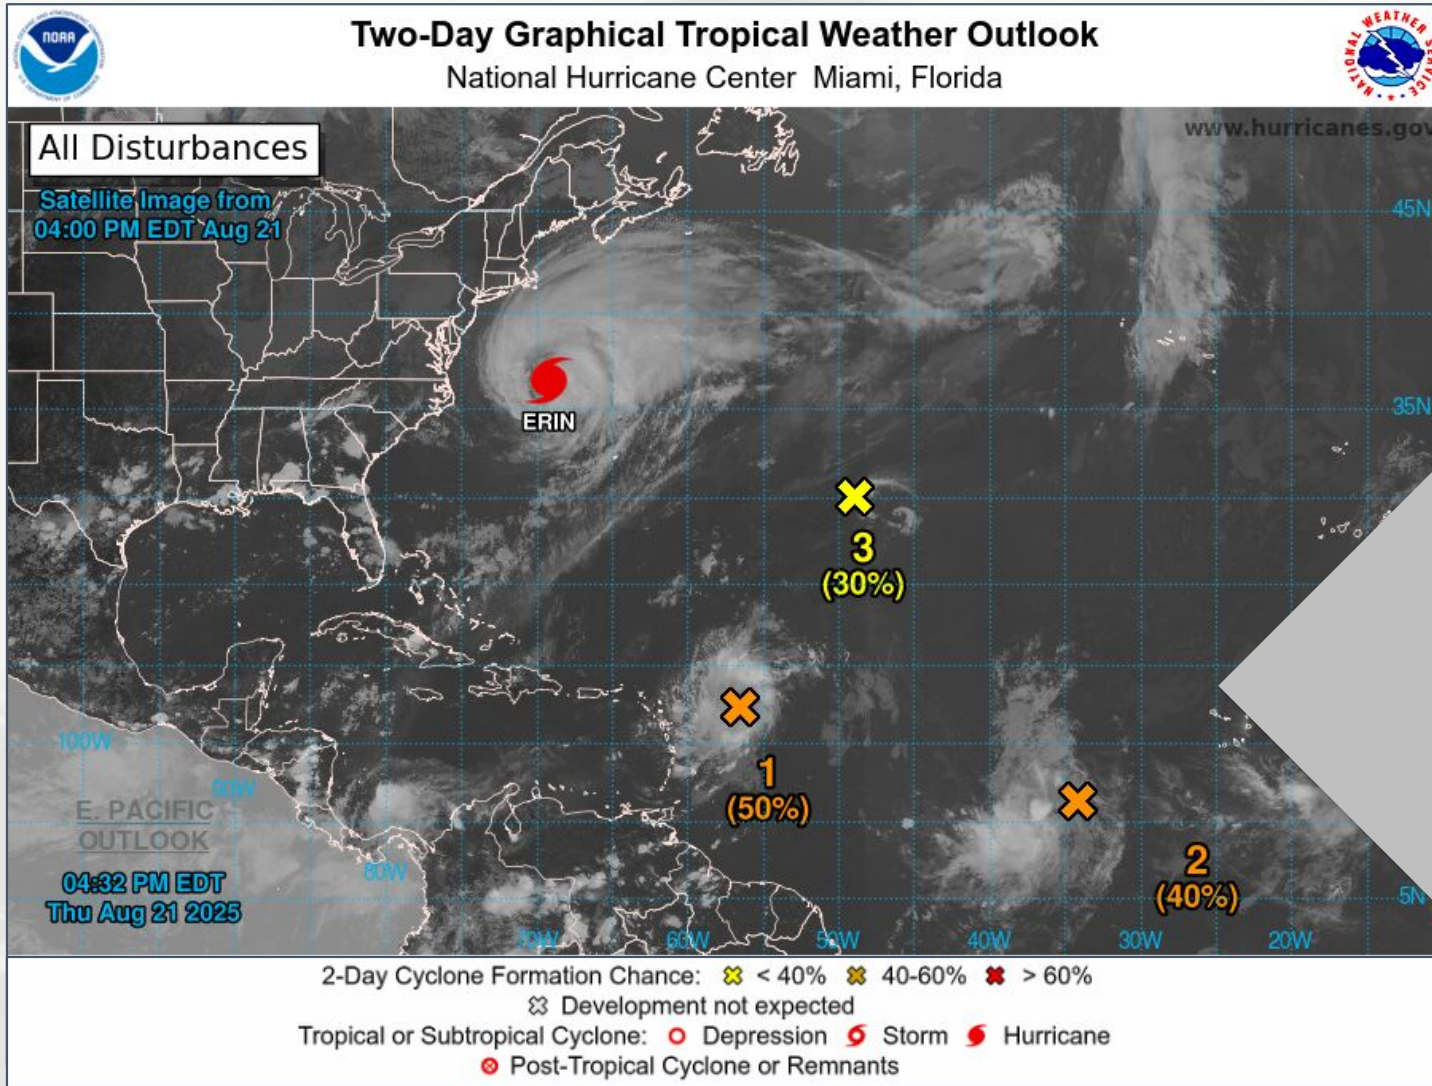 NOAA
Two-Day Graphical Tropical Weather Outlook
National Hurricane Center Miami, Florida
NATIONAL WEATHER SERVICE
All Disturbances
www.hurricanes.gov
Satellite Image from
04:00 PM EDT Aug 21
45N
35N
ERIN
3
(30%)
1
(50%)
2
(40%)
100W
90W
E. PACIFIC
OUTLOOK
80W
04:32 PM EDT
Thu Aug 21 2025
5N
70W 60W 50W 40W 30W 20W
2-Day Cyclone Formation Chance: < 40% 40-60% > 60%
Development not expected
Tropical or Subtropical Cyclone: Depression Storm Hurricane
Post-Tropical Cyclone or Remnants